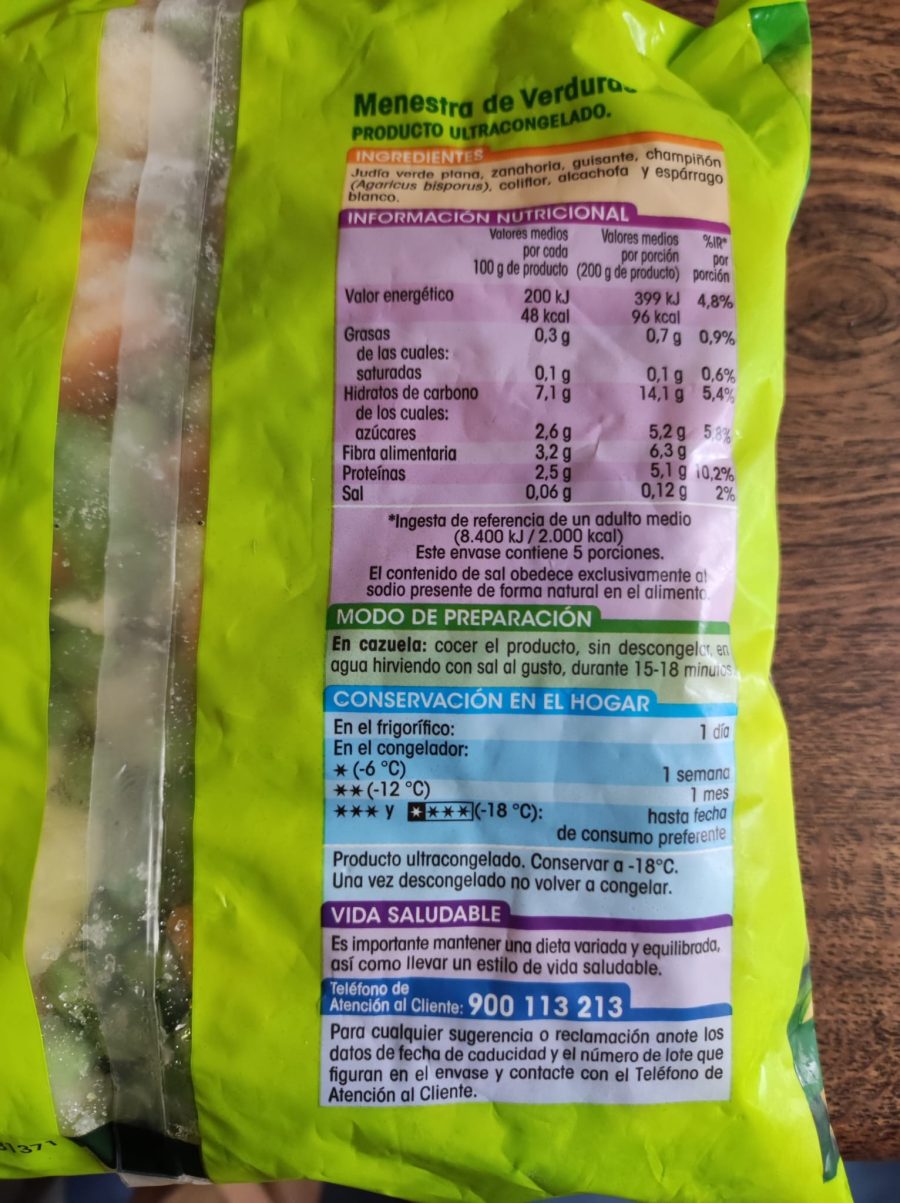 Menestra de Verduras
PRODUCTO ULTRACONGELADO.
INGREDIENTES
Judía verde plana, zanahoria, guisante, champiñón
(Agaricus bisporus), coliflor, alcachofa y espárrago
blanco.
INFORMACIÓN NUTRICIONAL
Valores medios Valores medios %IR*
por cada por porción por
100 g de producto (200 g de producto) porción
Valor energético 200 kJ 399 kJ 4,8%
48 kcal 96 kcal
Grasas 0,3 g 0,7 g 0,9%
de las cuales:
saturadas 0,1 g 0,1 g 0,6%
Hidratos de carbono 7,1 g 14,1 g 5,4%
de los cuales:
azúcares 2,6 g 5,2 g 5,8%
Fibra alimentaria 3,2 g 6,3 g
Proteínas 2,5 g 5,1 g 10,2%
Sal 0,06 g 0,12 g 2%
*Ingesta de referencia de un adulto medio
(8.400 kJ / 2.000 kcal)
Este envase contiene 5 porciones.
El contenido de sal obedece exclusivamente al
sodio presente de forma natural en el alimento.
MODO DE PREPARACIÓN
En cazuela: cocer el producto, sin descongelar, en
agua hirviendo con sal al gusto, durante 15-18 minutos.
CONSERVACIÓN EN EL HOGAR
En el frigorífico: 1 día
En el congelador:
* (-6 °C) 1 semana
** (-12 °C) 1 mes
*** y **** (-18 °C): hasta fecha
de consumo preferente
Producto ultracongelado. Conservar a -18°C.
Una vez descongelado no volver a congelar.
VIDA SALUDABLE
Es importante mantener una dieta variada y equilibrada,
así como llevar un estilo de vida saludable.
Teléfono de
Atención al Cliente: 900 113 213
Para cualquier sugerencia o reclamación anote los
datos de fecha de caducidad y el número de lote que
figuran en el envase y contacte con el Teléfono de
Atención al Cliente.